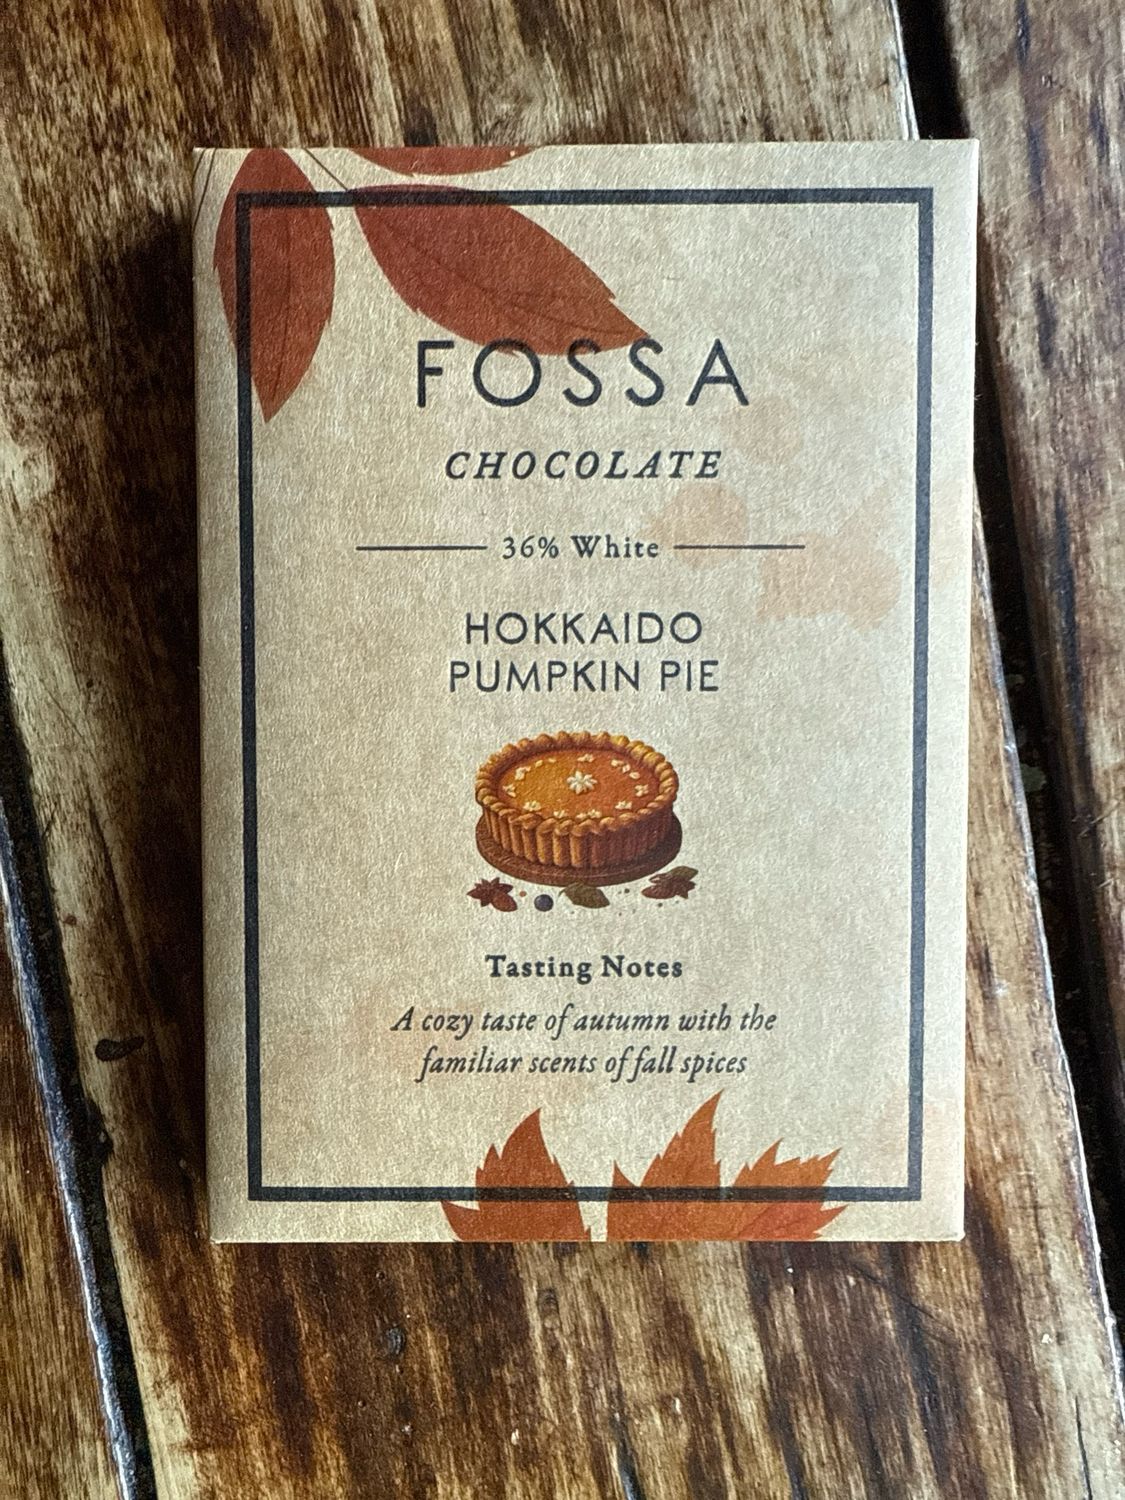 FOSSA
CHOCOLATE
36% White
HOKKAIDO
PUMPKIN PIE
Tasting Notes
A cozy taste of autumn with the
familiar scents of fall spices